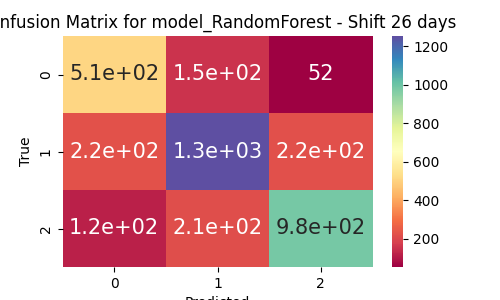 nfusion Matrix for model_RandomForest - Shift 26 days
0 5.1e+02 1.5e+02 52
1 2.2e+02 1.3e+03 2.2e+02
2 1.2e+02 2.1e+02 9.8e+02
0 1 2
True
Predicted
1200
1000
800
600
400
200